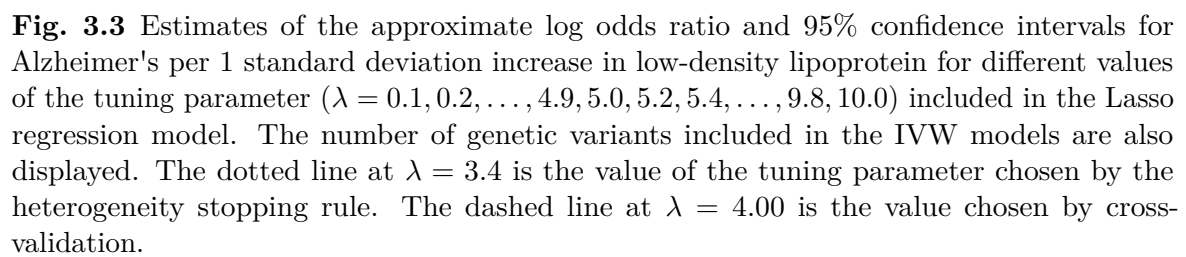 Fig. 3.3 Estimates of the approximate log odds ratio and 95% confidence intervals for
Alzheimer's per 1 standard deviation increase in low-density lipoprotein for different values
of the tuning parameter (λ = 0.1, 0.2, . . . , 4.9, 5.0, 5.2, 5.4, . . . , 9.8, 10.0) included in the Lasso
regression model. The number of genetic variants included in the IVW models are also
displayed. The dotted line at λ = 3.4 is the value of the tuning parameter chosen by the
heterogeneity stopping rule. The dashed line at λ = 4.00 is the value chosen by cross-
validation.